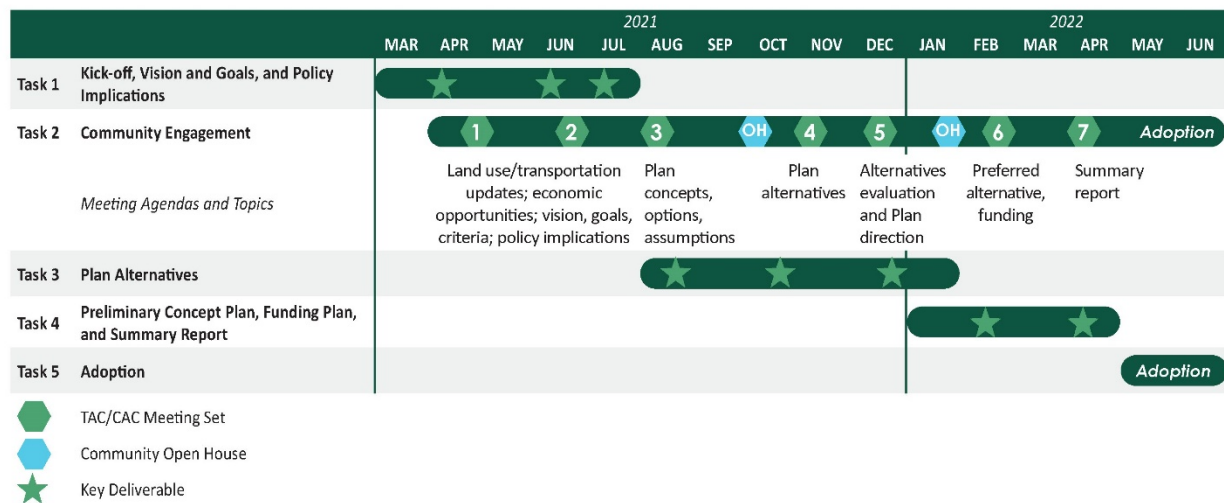 2021 2022
MAR APR MAY JUN JUL AUG SEP OCT NOV DEC JAN FEB MAR APR MAY JUN
Task 1 Kick-off, Vision and Goals, and Policy
Implications
Task 2 Community Engagement 1 2 3 OH 4 5 OH 6 7 Adoption
Meeting Agendas and Topics
Land use/transportation
updates; economic
opportunities; vision, goals,
criteria; policy implications
Plan
concepts,
options,
assumptions
Plan
alternatives
Alternatives
evaluation
and Plan
direction
Preferred
alternative,
funding
Summary
report
Task 3 Plan Alternatives
Task 4 Preliminary Concept Plan, Funding Plan,
and Summary Report
Task 5 Adoption Adoption
TAC/CAC Meeting Set
Community Open House
Key Deliverable